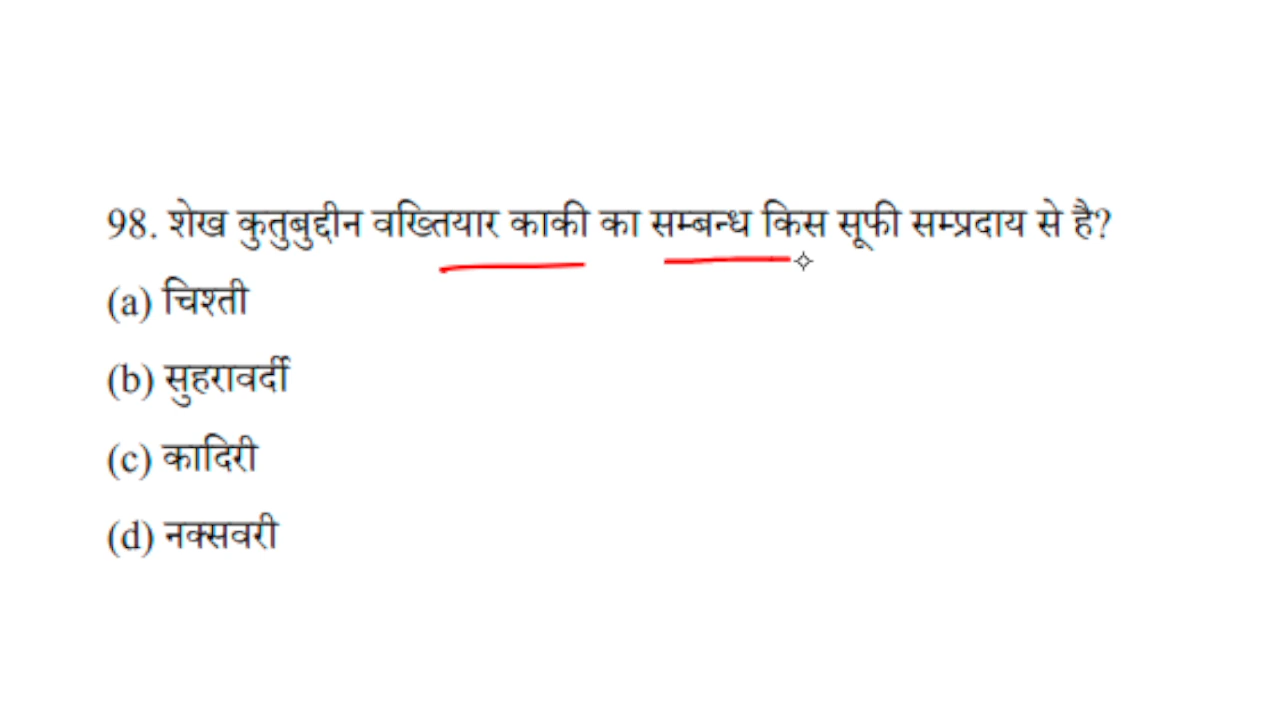 98. शेख कुतुबुद्दीन वख्तियार काकी का सम्बन्ध किस सूफी सम्प्रदाय से है?
(a) चिश्ती
(b) सुहरावर्दी
(c) कादिरी
(d) नक्सवरी